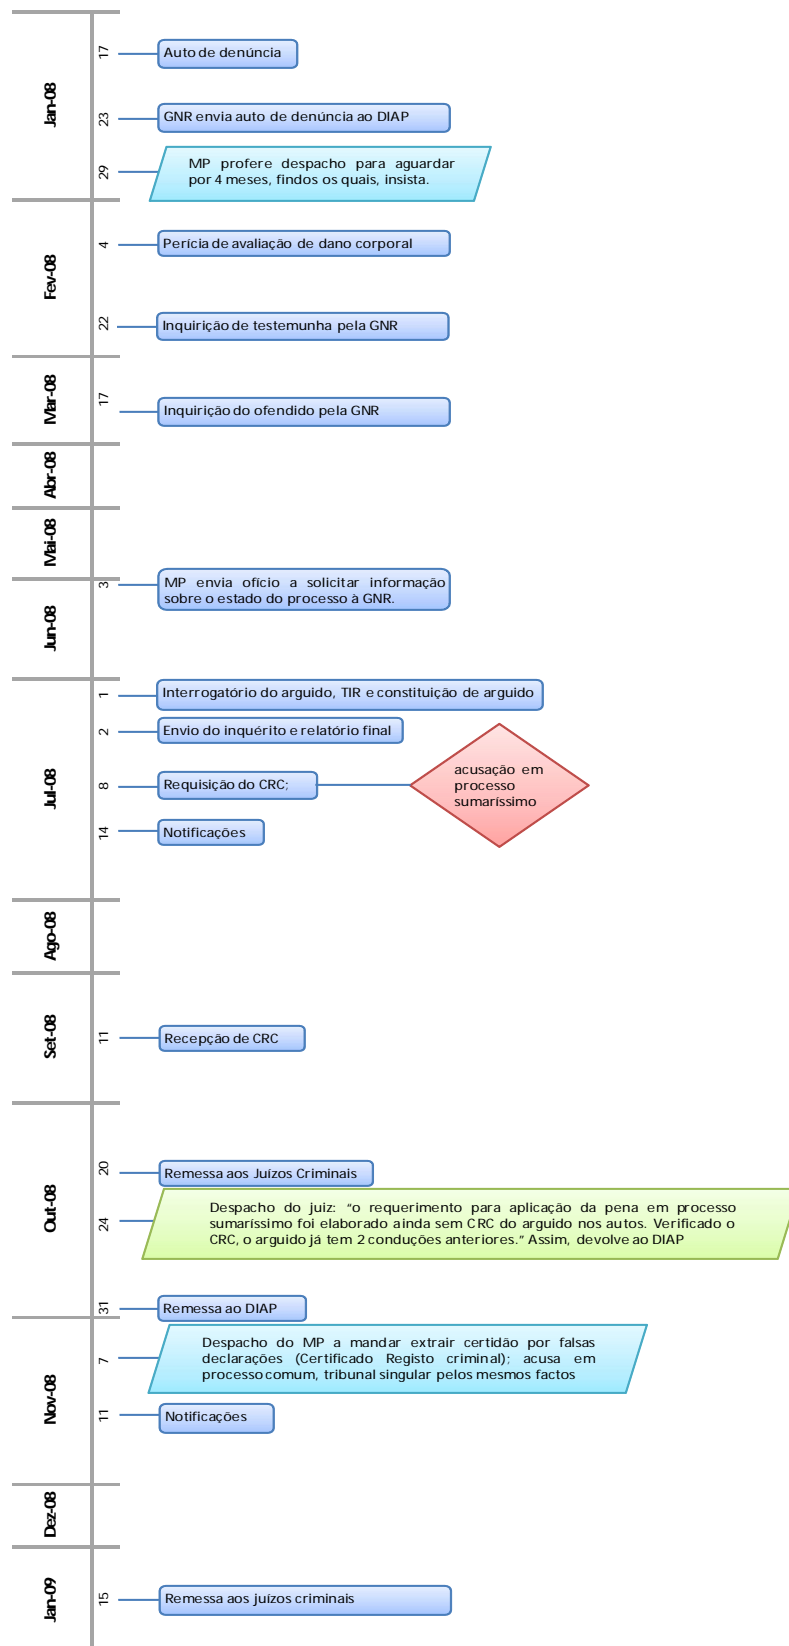 Jan-08
17
Auto de denúncia
23
GNR envia auto de denúncia ao DIAP
29
MP profere despacho para aguardar
por 4 meses, findos os quais, insista.
Fev-08
4
Perícia de avaliação de dano corporal
22
Inquirição de testemunha pela GNR
Mar-08
17
Inquirição do ofendido pela GNR
Abr-08
Mai-08
Jun-08
3
MP envia ofício a solicitar informação
sobre o estado do processo à GNR.
Jul-08
1
Interrogatório do arguido, TIR e constituição de arguido
2
Envio do inquérito e relatório final
8
Requisição do CRC;
acusação em
processo
sumaríssimo
14
Notificações
Ago-08
Set-08
11
Recepção de CRC
Out-08
20
Remessa aos Juízos Criminais
24
Despacho do juiz: “o requerimento para aplicação da pena em processo
sumaríssimo foi elaborado ainda sem CRC do arguido nos autos. Verificado o
CRC, o arguido já tem 2 conduções anteriores.” Assim, devolve ao DIAP
31
Remessa ao DIAP
Nov-08
7
Despacho do MP a mandar extrair certidão por falsas
declarações (Certificado Registo criminal); acusa em
processo comum, tribunal singular pelos mesmos factos
11
Notificações
Dez-08
Jan-09
15
Remessa aos juízos criminais